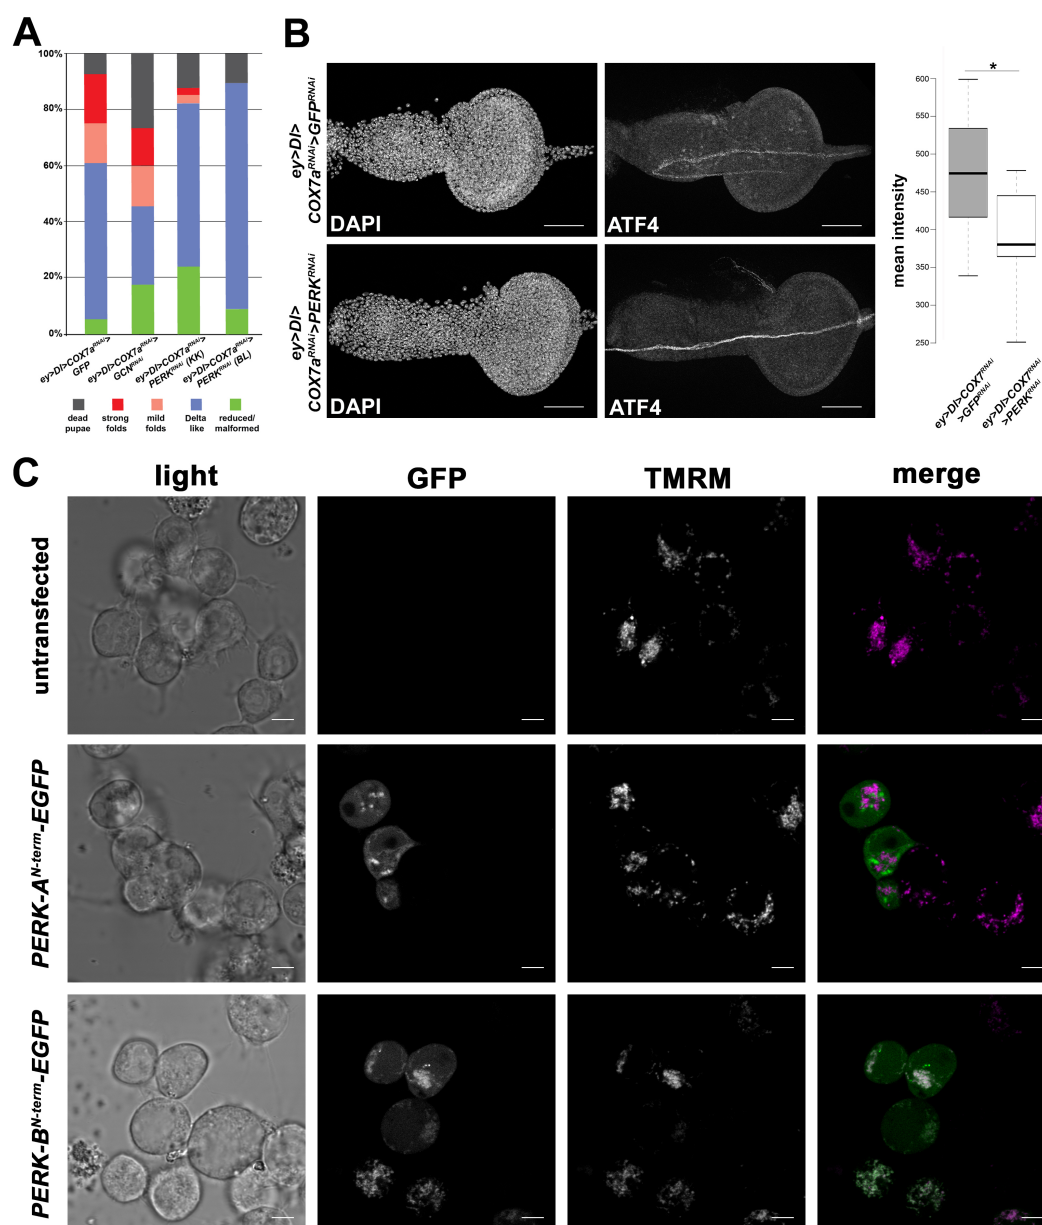 A
100%
80%
60%
40%
20%
0%
ey>Dl>COX7a^RNAi>
GFP
ey>Dl>COX7a^RNAi>
GCN^RNAi
ey>Dl>COX7a^RNAi>
PERK^RNAi (KK)
ey>Dl>COX7a^RNAi>
PERK^RNAi (BL)
dead
pupae
strong
folds
mild
folds
Delta
like
reduced/
malformed
B
ey>Dl>
COX7a^RNAi>GFP^RNAi
DAPI
ATF4
ey>Dl>
COX7a^RNAi>PERK^RNAi
DAPI
ATF4
*
mean intensity
600
550
500
450
400
350
300
250
ey>Dl>COX7^RNAi
>GFP^RNAi
ey>Dl>COX7^RNAi
>PERK^RNAi
C
light
GFP
TMRM
merge
untransfected
PERK-A^N-term-EGFP
PERK-B^N-term-EGFP